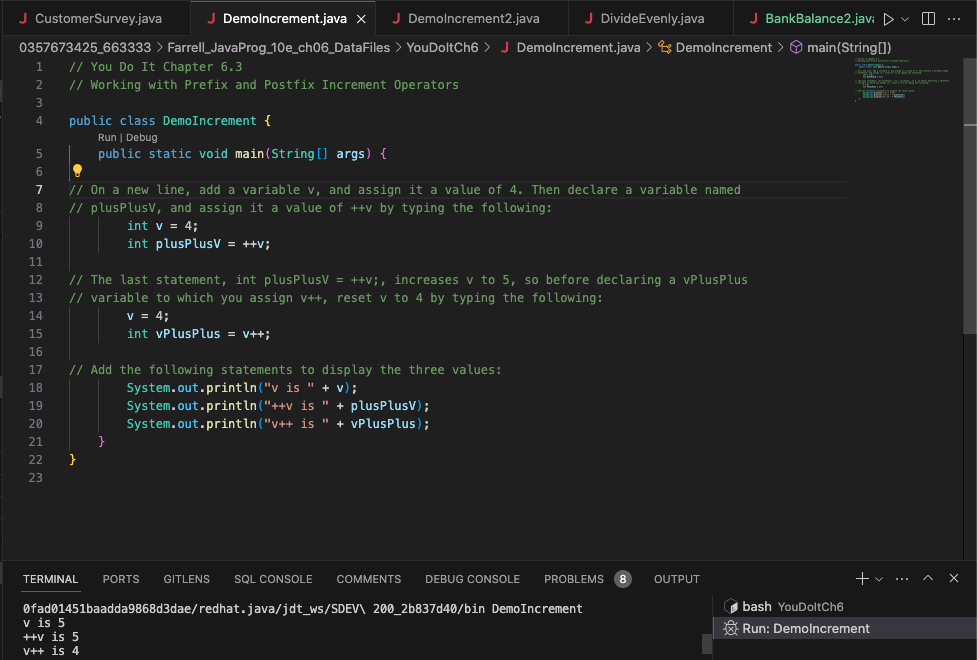 J CustomerSurvey.java J DemoIncrement.java × J DemoIncrement2.java J DivideEvenly.java J BankBalance2.java
0357673425_663333 > Farrell_JavaProg_10e_ch06_DataFiles > YouDoItCh6 > J DemoIncrement.java > DemoIncrement > main(String[])
1 // You Do It Chapter 6.3
2 // Working with Prefix and Postfix Increment Operators
3
4 public class DemoIncrement {
Run | Debug
5 public static void main(String[] args) {
6
7 // On a new line, add a variable v, and assign it a value of 4. Then declare a variable named
8 // plusPlusV, and assign it a value of ++v by typing the following:
9 int v = 4;
10 int plusPlusV = ++v;
11
12 // The last statement, int plusPlusV = ++v;, increases v to 5, so before declaring a vPlusPlus
13 // variable to which you assign v++, reset v to 4 by typing the following:
14 v = 4;
15 int vPlusPlus = v++;
16
17 // Add the following statements to display the three values:
18 System.out.println("v is " + v);
19 System.out.println("++v is " + plusPlusV);
20 System.out.println("v++ is " + vPlusPlus);
21 }
22 }
23
TERMINAL PORTS GITLENS SQL CONSOLE COMMENTS DEBUG CONSOLE PROBLEMS 8 OUTPUT
0fad01451baadda9868d3dae/redhat.java/jdt_ws/SDEV\ 200_2b837d40/bin DemoIncrement
v is 5
++v is 5
v++ is 4
bash YouDoItCh6
Run: DemoIncrement